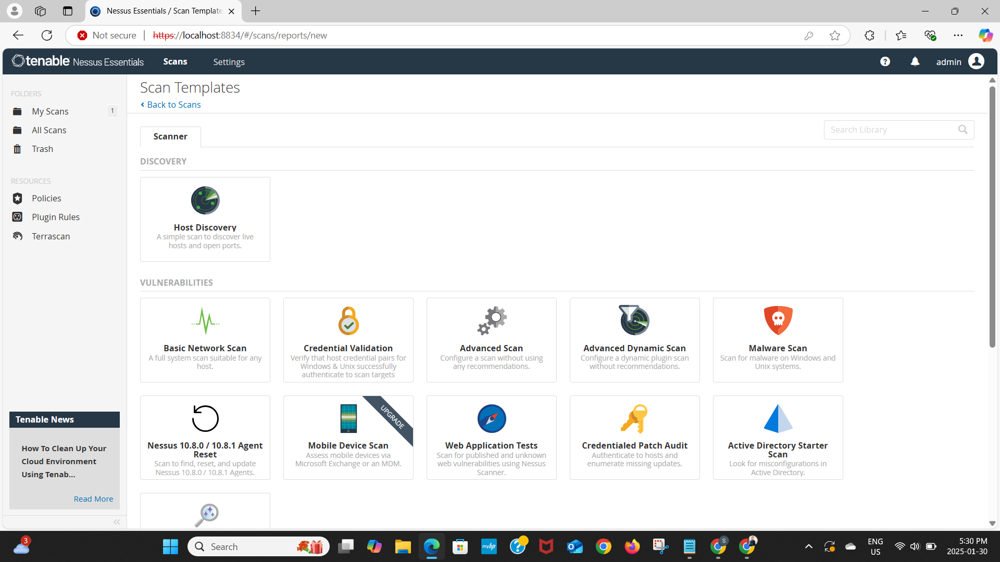 Nessus Essentials / Scan Template
Not secure
https://localhost:8834/#/scans/reports/new
tenable Nessus Essentials
Scans
Settings
?
admin
FOLDERS
My Scans
1
All Scans
Trash
RESOURCES
Policies
Plugin Rules
Terrascan
Scan Templates
Back to Scans
Scanner
Search Library
DISCOVERY
Host Discovery
A simple scan to discover live
hosts and open ports.
VULNERABILITIES
Basic Network Scan
A full system scan suitable for any
host.
Credential Validation
Verify that host credential pairs for
Windows & Unix successfully
authenticate to scan targets
Advanced Scan
Configure a scan without using
any recommendations.
Advanced Dynamic Scan
Configure a dynamic plugin scan
without recommendations.
Malware Scan
Scan for malware on Windows and
Unix systems.
Nessus 10.8.0 / 10.8.1 Agent
Reset
Scan to find, reset, and update
Nessus 10.8.0 / 10.8.1 Agents.
UPGRADE
Mobile Device Scan
Assess mobile devices via
Microsoft Exchange or an MDM.
Web Application Tests
Scan for published and unknown
web vulnerabilities using Nessus
Scanner.
Credentialed Patch Audit
Authenticate to hosts and
enumerate missing updates.
Active Directory Starter
Scan
Look for misconfigurations in
Active Directory.
Tenable News
How To Clean Up Your
Cloud Environment
Using Tenab...
Read More
3
Search
myhp
?
S
ENG
US
5:30 PM
2025-01-30